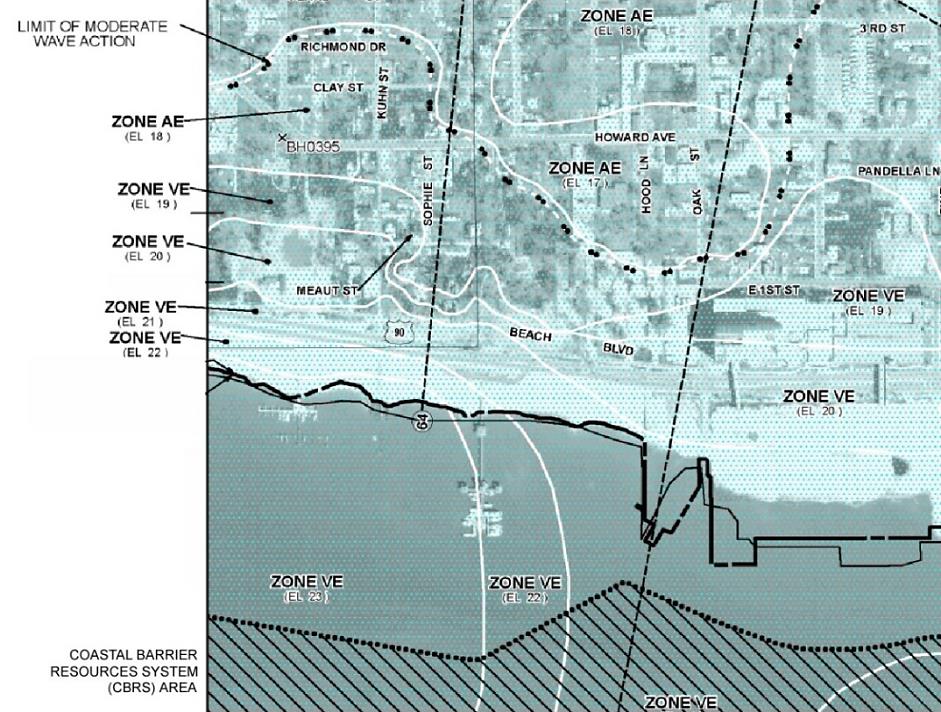 ZONE AE
(EL 18)
3 RD ST
LIMIT OF MODERATE
WAVE ACTION
RICHMOND DR
CLAY ST
KUHN ST
ZONE AE
(EL 18)
HOWARD AVE
BH0395
ZONE AE
(EL 17)
HOOD LN
OAK ST
PANDELLA LN
SOPHIE ST
ZONE VE
(EL 19)
ZONE VE
(EL 20)
MEAUT ST
E 1ST ST
ZONE VE
(EL 19)
ZONE VE
(EL 21)
90
BEACH BLVD
ZONE VE
(EL 22)
ZONE VE
(EL 20)
64
ZONE VE
(EL 23)
ZONE VE
(EL 22)
COASTAL BARRIER
RESOURCES SYSTEM
(CBRS) AREA
ZONE VE